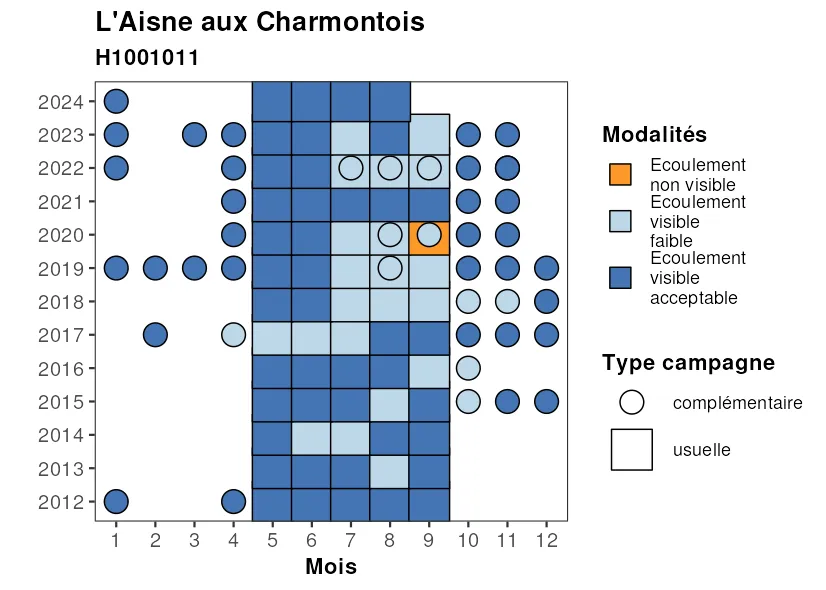 L'Aisne aux Charmontois
H1001011
2024
2023
2022
2021
2020
2019
2018
2017
2016
2015
2014
2013
2012
1 2 3 4 5 6 7 8 9 10 11 12
Mois
Modalités
Ecoulement
non visible
Ecoulement
visible
faible
Ecoulement
visible
acceptable
Type campagne
complémentaire
usuelle